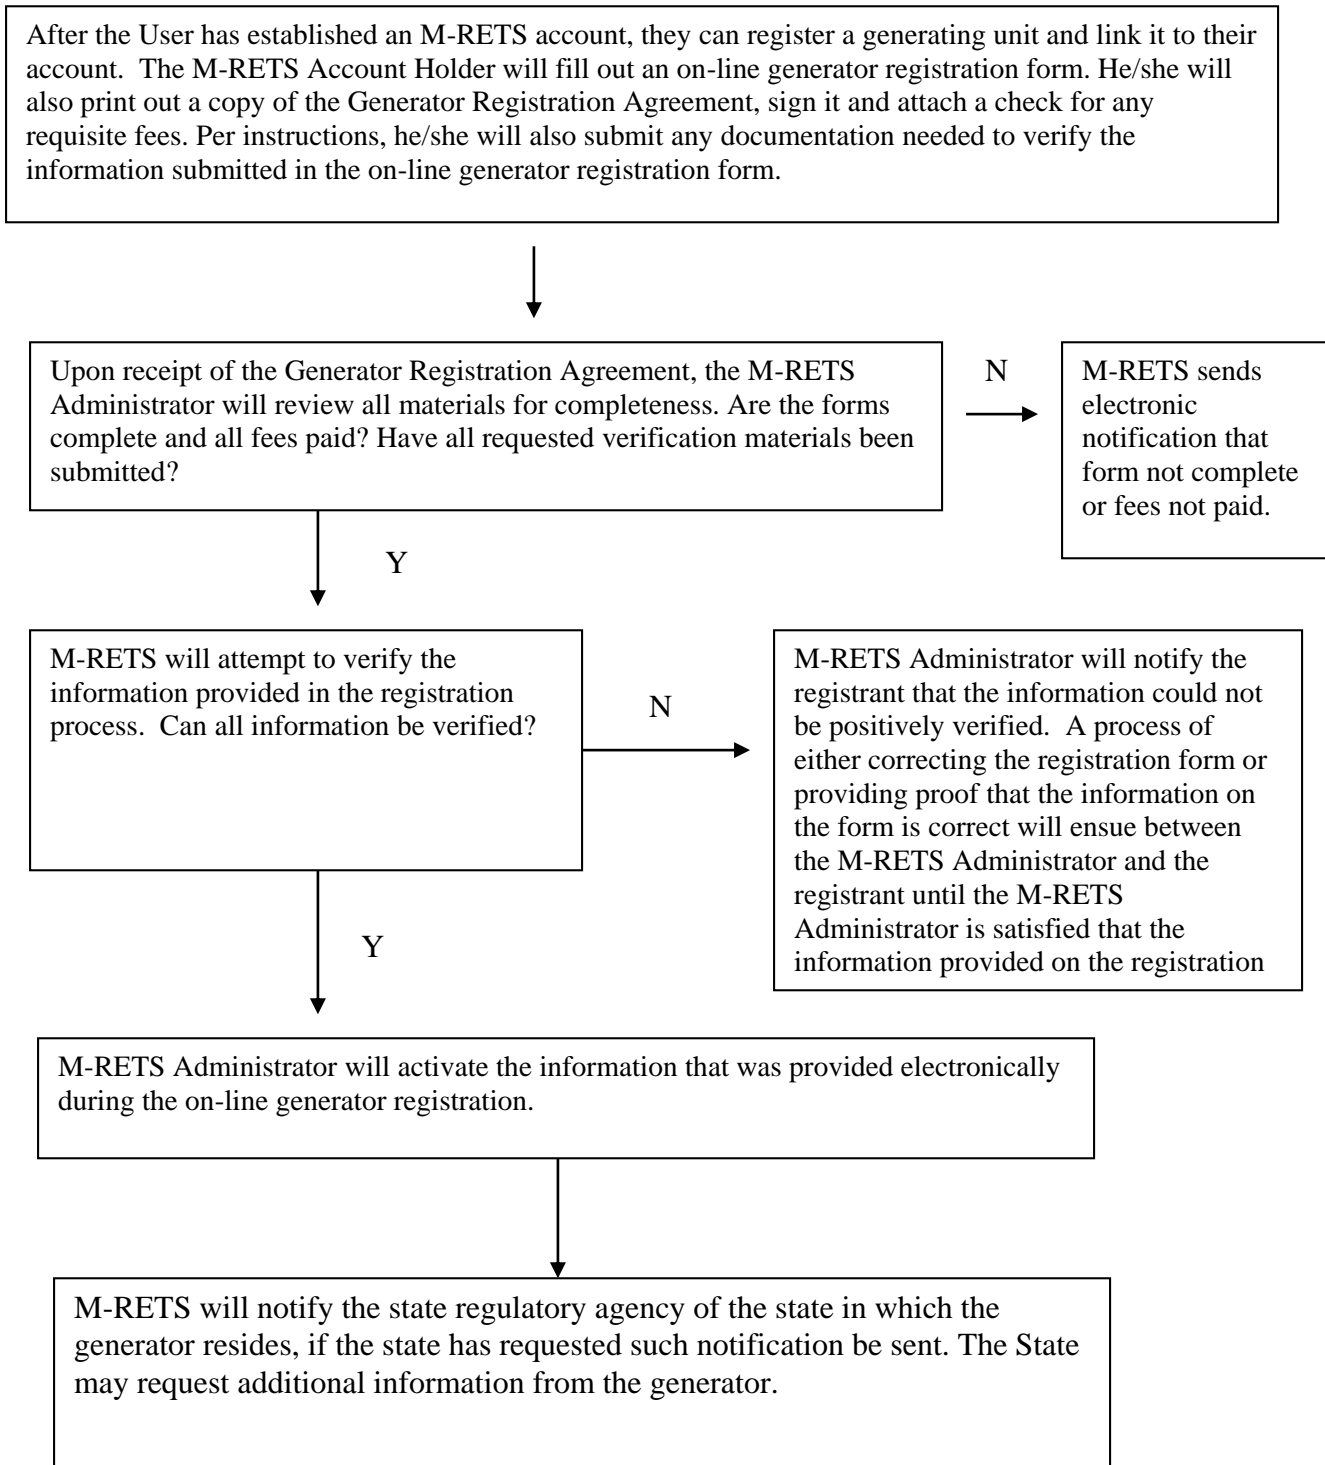 After the User has established an M-RETS account, they can register a generating unit and link it to their
account.  The M-RETS Account Holder will fill out an on-line generator registration form. He/she will
also print out a copy of the Generator Registration Agreement, sign it and attach a check for any
requisite fees. Per instructions, he/she will also submit any documentation needed to verify the
information submitted in the on-line generator registration form.
Upon receipt of the Generator Registration Agreement, the M-RETS
Administrator will review all materials for completeness. Are the forms
complete and all fees paid? Have all requested verification materials been
submitted?
N
M-RETS sends
electronic
notification that
form not complete
or fees not paid.
Y
M-RETS will attempt to verify the
information provided in the registration
process.  Can all information be verified?
N
M-RETS Administrator will notify the
registrant that the information could not
be positively verified.  A process of
either correcting the registration form or
providing proof that the information on
the form is correct will ensue between
the M-RETS Administrator and the
registrant until the M-RETS
Administrator is satisfied that the
information provided on the registration
Y
M-RETS Administrator will activate the information that was provided electronically
during the on-line generator registration.
M-RETS will notify the state regulatory agency of the state in which the
generator resides, if the state has requested such notification be sent. The State
may request additional information from the generator.